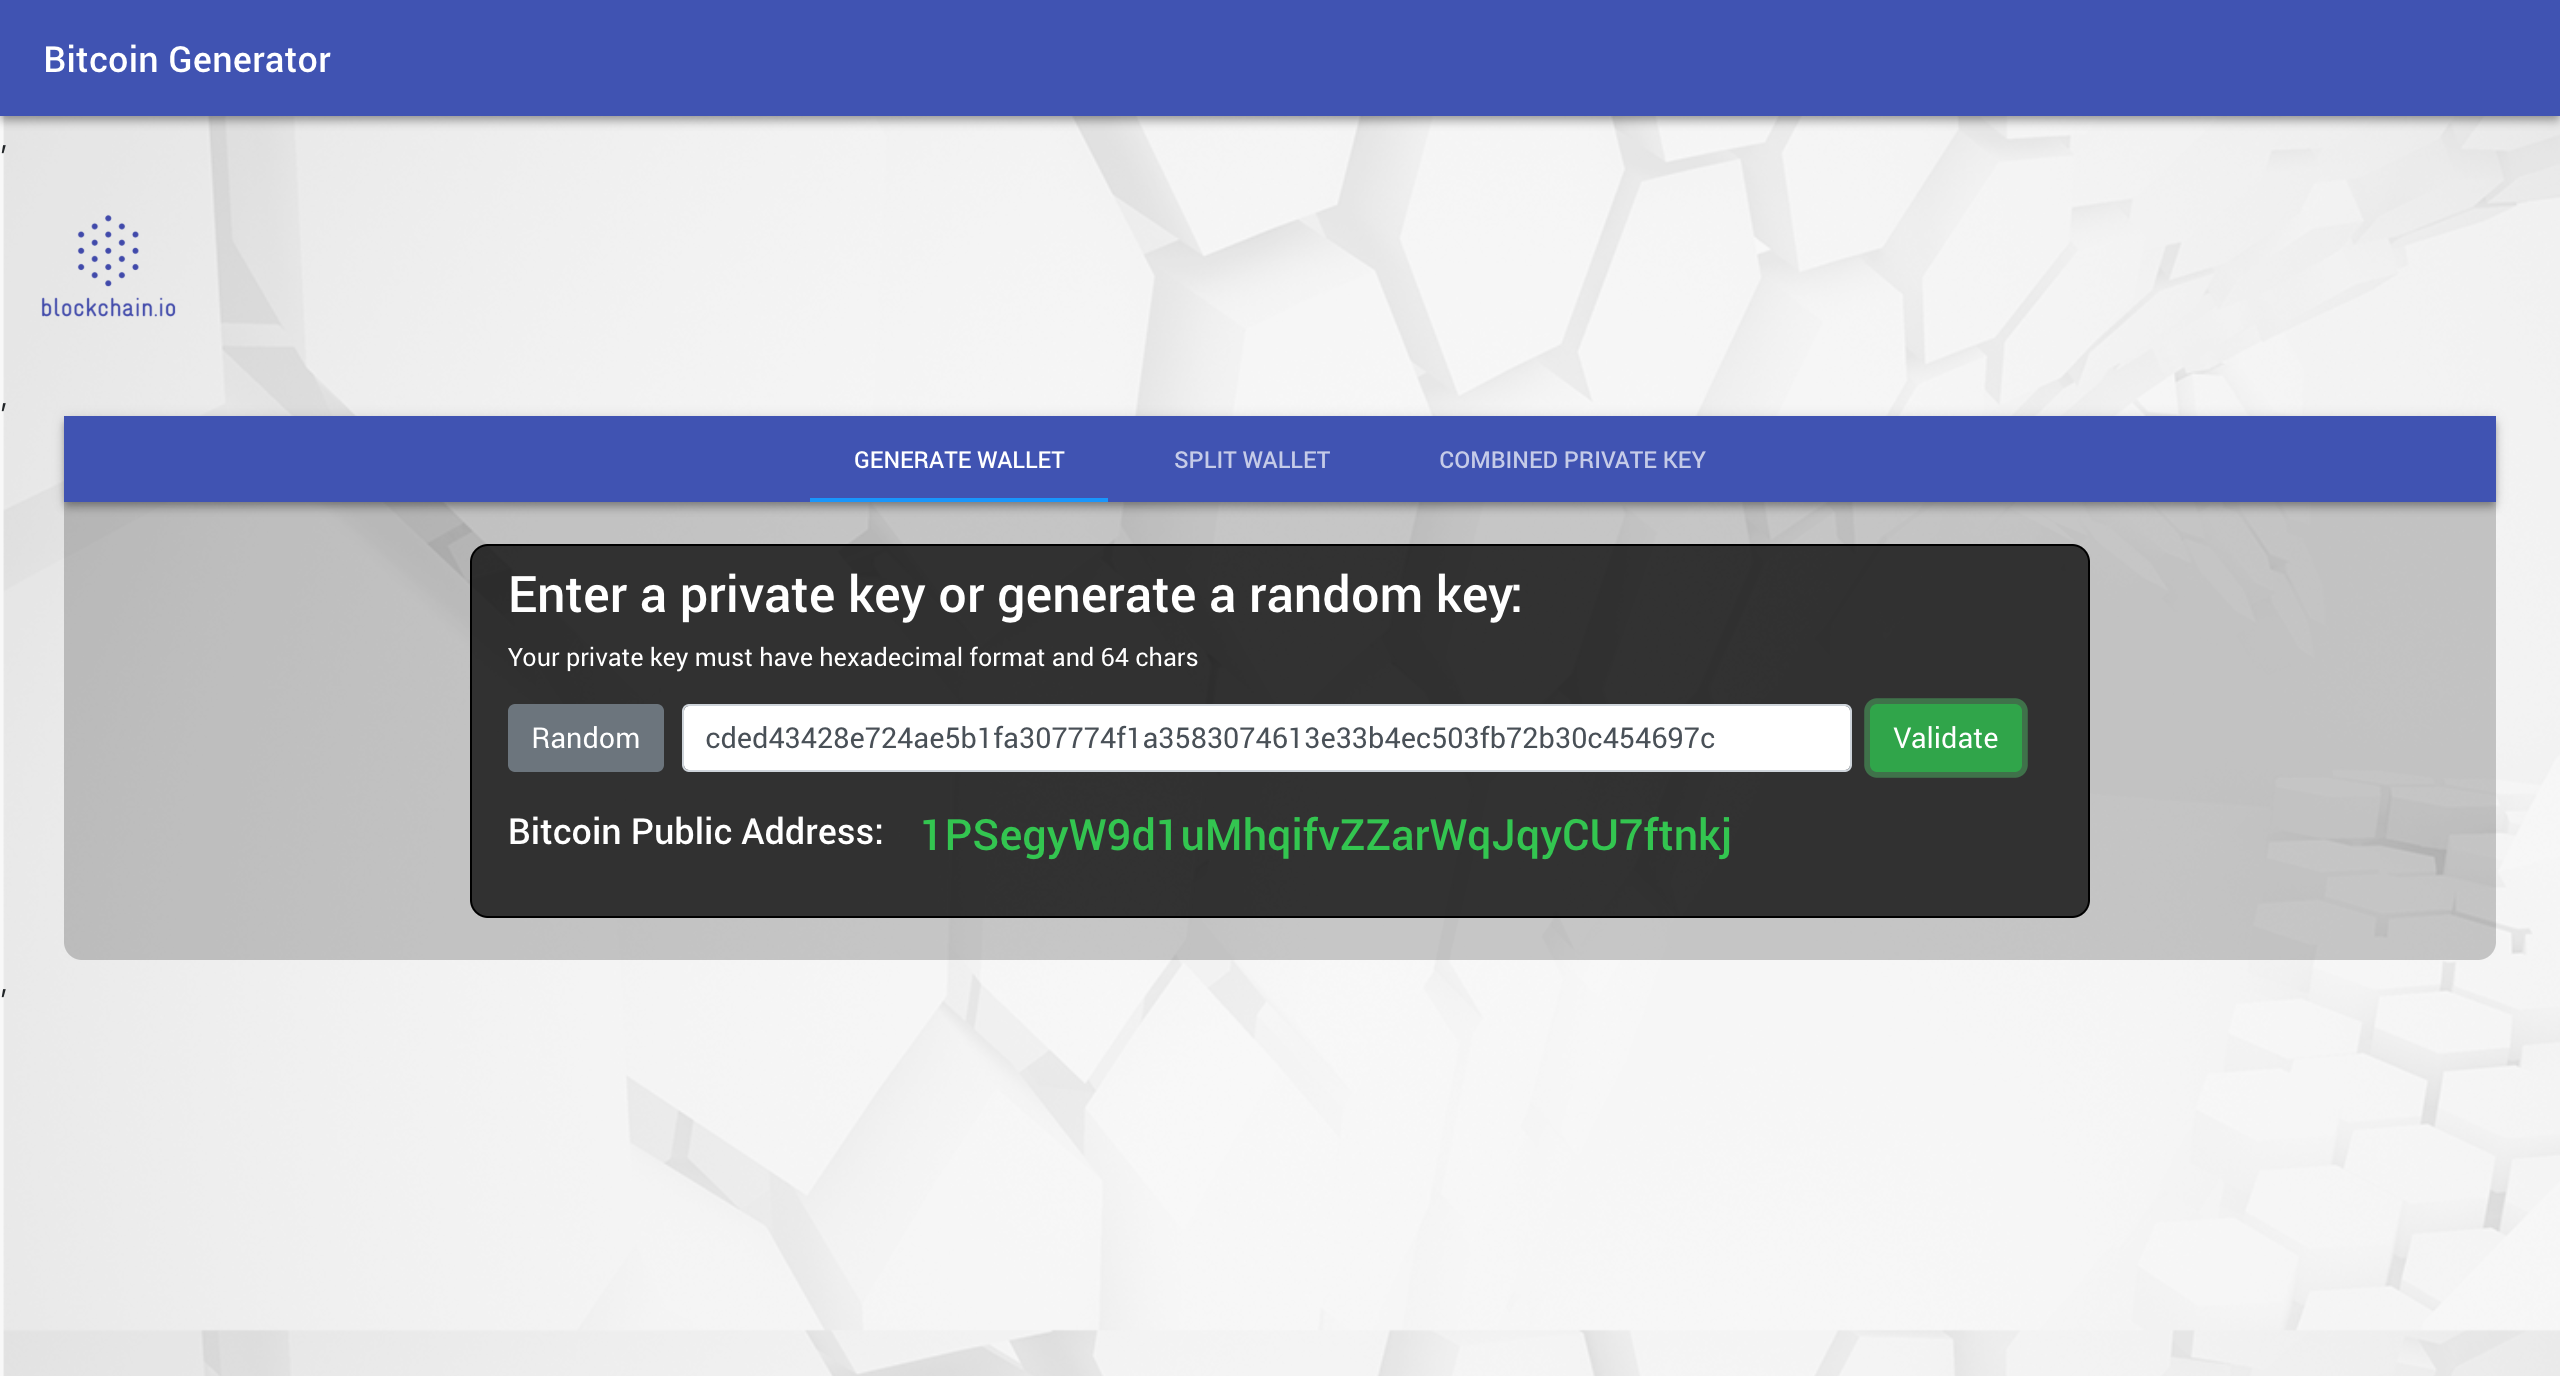 Bitcoin Generator
,
blockchain.io
,
GENERATE WALLET SPLIT WALLET COMBINED PRIVATE KEY
Enter a private key or generate a random key:
Your private key must have hexadecimal format and 64 chars
Random cded43428e724ae5b1fa307774f1a3583074613e33b4ec503fb72b30c454697c Validate
Bitcoin Public Address: 1PSegyW9d1uMhqifvZZarWqJqyCU7ftnkj
,